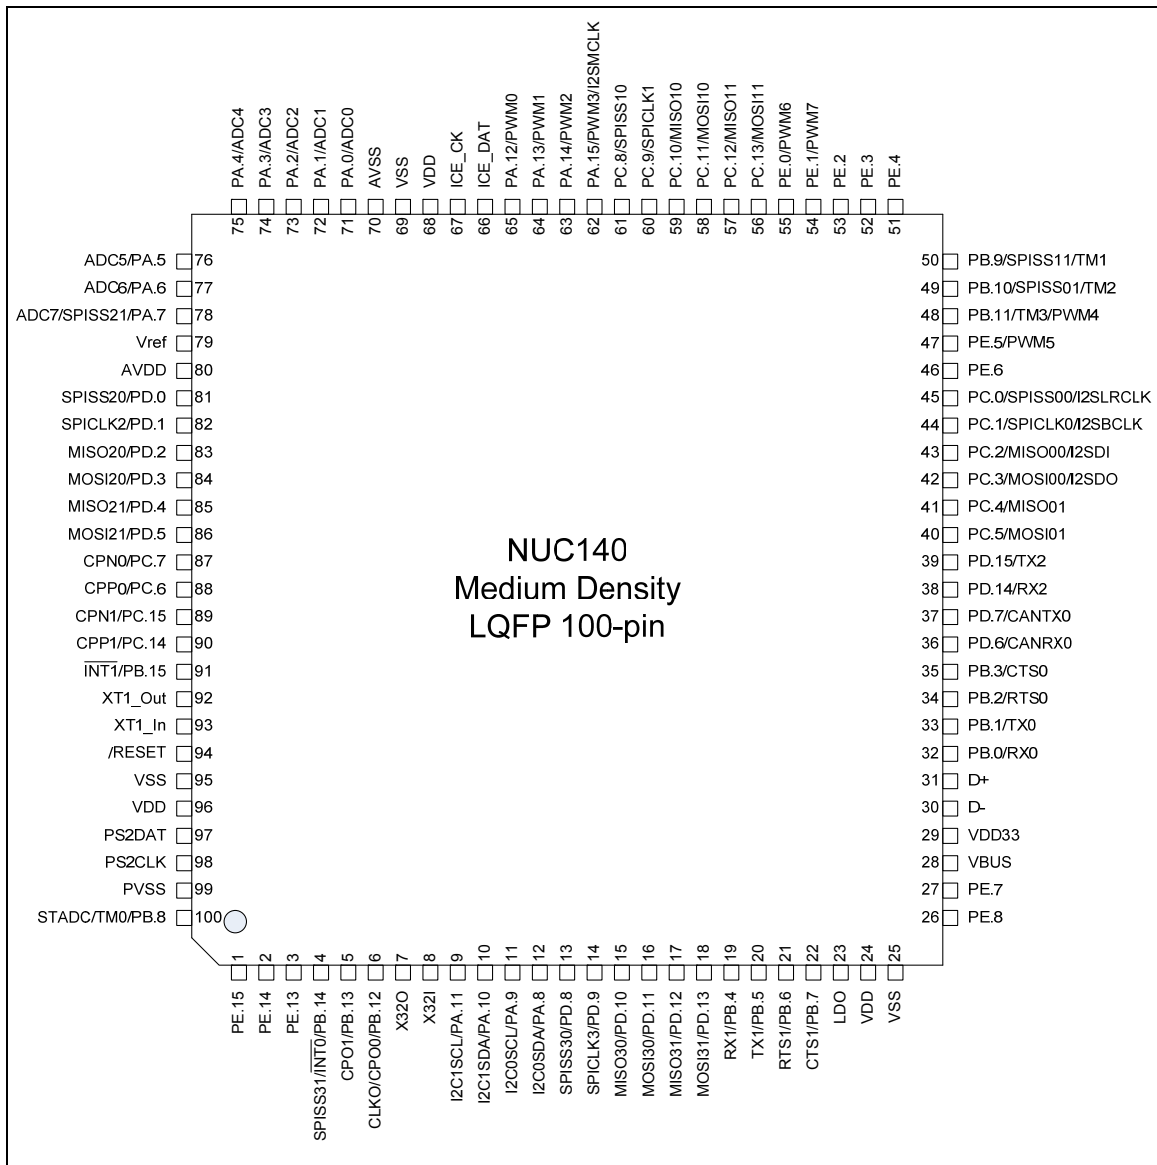 PA.4/ADC4
PA.3/ADC3
PA.2/ADC2
PA.1/ADC1
PA.0/ADC0
AVSS
VSS
VDD
ICE_CK
ICE_DAT
PA.12/PWM0
PA.13/PWM1
PA.14/PWM2
PA.15/PWM3/I2SMCLK
PC.8/SPISS10
PC.9/SPICLK1
PC.10/MISO10
PC.11/MOSI10
PC.12/MISO11
PC.13/MOSI11
PE.0/PWM6
PE.1/PWM7
PE.2
PE.3
PE.4
75 74 73 72 71 70 69 68 67 66 65 64 63 62 61 60 59 58 57 56 55 54 53 52 51
ADC5/PA.5 76
ADC6/PA.6 77
ADC7/SPISS21/PA.7 78
Vref 79
AVDD 80
SPISS20/PD.0 81
SPICLK2/PD.1 82
MISO20/PD.2 83
MOSI20/PD.3 84
MISO21/PD.4 85
MOSI21/PD.5 86
CPN0/PC.7 87
CPP0/PC.6 88
CPN1/PC.15 89
CPP1/PC.14 90
INT1/PB.15 91
XT1_Out 92
XT1_In 93
/RESET 94
VSS 95
VDD 96
PS2DAT 97
PS2CLK 98
PVSS 99
STADC/TM0/PB.8 100
NUC140
Medium Density
LQFP 100-pin
50 PB.9/SPISS11/TM1
49 PB.10/SPISS01/TM2
48 PB.11/TM3/PWM4
47 PE.5/PWM5
46 PE.6
45 PC.0/SPISS00/I2SLRCLK
44 PC.1/SPICLK0/I2SBCLK
43 PC.2/MISO00/I2SDI
42 PC.3/MOSI00/I2SDO
41 PC.4/MISO01
40 PC.5/MOSI01
39 PD.15/TX2
38 PD.14/RX2
37 PD.7/CANTX0
36 PD.6/CANRX0
35 PB.3/CTS0
34 PB.2/RTS0
33 PB.1/TX0
32 PB.0/RX0
31 D+
30 D-
29 VDD33
28 VBUS
27 PE.7
26 PE.8
1 2 3 4 5 6 7 8 9 10 11 12 13 14 15 16 17 18 19 20 21 22 23 24 25
PE.15
PE.14
PE.13
SPISS31/INT0/PB.14
CPO1/PB.13
CLKO/CPO0/PB.12
X32O
X32I
I2C1SCL/PA.11
I2C1SDA/PA.10
I2C0SCL/PA.9
I2C0SDA/PA.8
SPISS30/PD.8
SPICLK3/PD.9
MISO30/PD.10
MOSI30/PD.11
MISO31/PD.12
MOSI31/PD.13
RX1/PB.4
TX1/PB.5
RTS1/PB.6
CTS1/PB.7
LDO
VDD
VSS